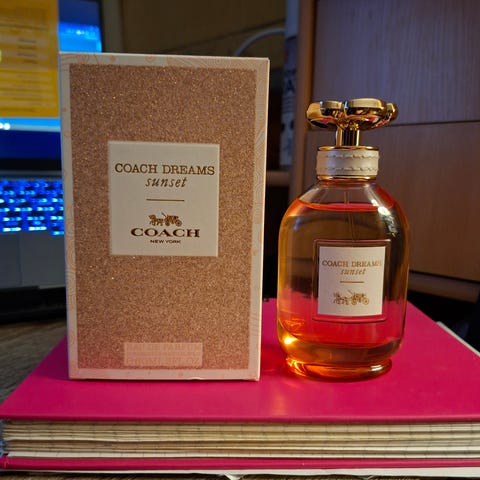 COACH DREAMS
sunset
COACH
NEW YORK
COACH DREAMS
sunset